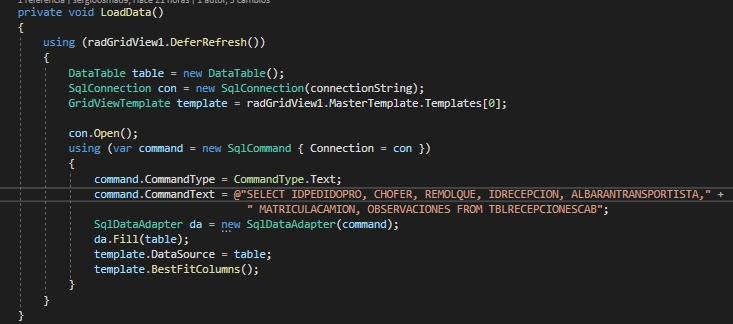 1 referencia | sergioosma69, Hace 21 horas | 1 autor, 3 cambios
private void LoadData()
{
using (radGridView1.DeferRefresh())
{
DataTable table = new DataTable();
SqlConnection con = new SqlConnection(connectionString);
GridViewTemplate template = radGridView1.MasterTemplate.Templates[0];
con.Open();
using (var command = new SqlCommand { Connection = con })
{
command.CommandType = CommandType.Text;
command.CommandText = @"SELECT IDPEDIDOPRO, CHOFER, REMOLQUE, IDRECEPCION, ALBARANTRANSPORTISTA," +
" MATRICULACAMION, OBSERVACIONES FROM TBLRECEPCIONESCAB";
SqlDataAdapter da = new SqlDataAdapter(command);
da.Fill(table);
template.DataSource = table;
template.BestFitColumns();
}
}
}